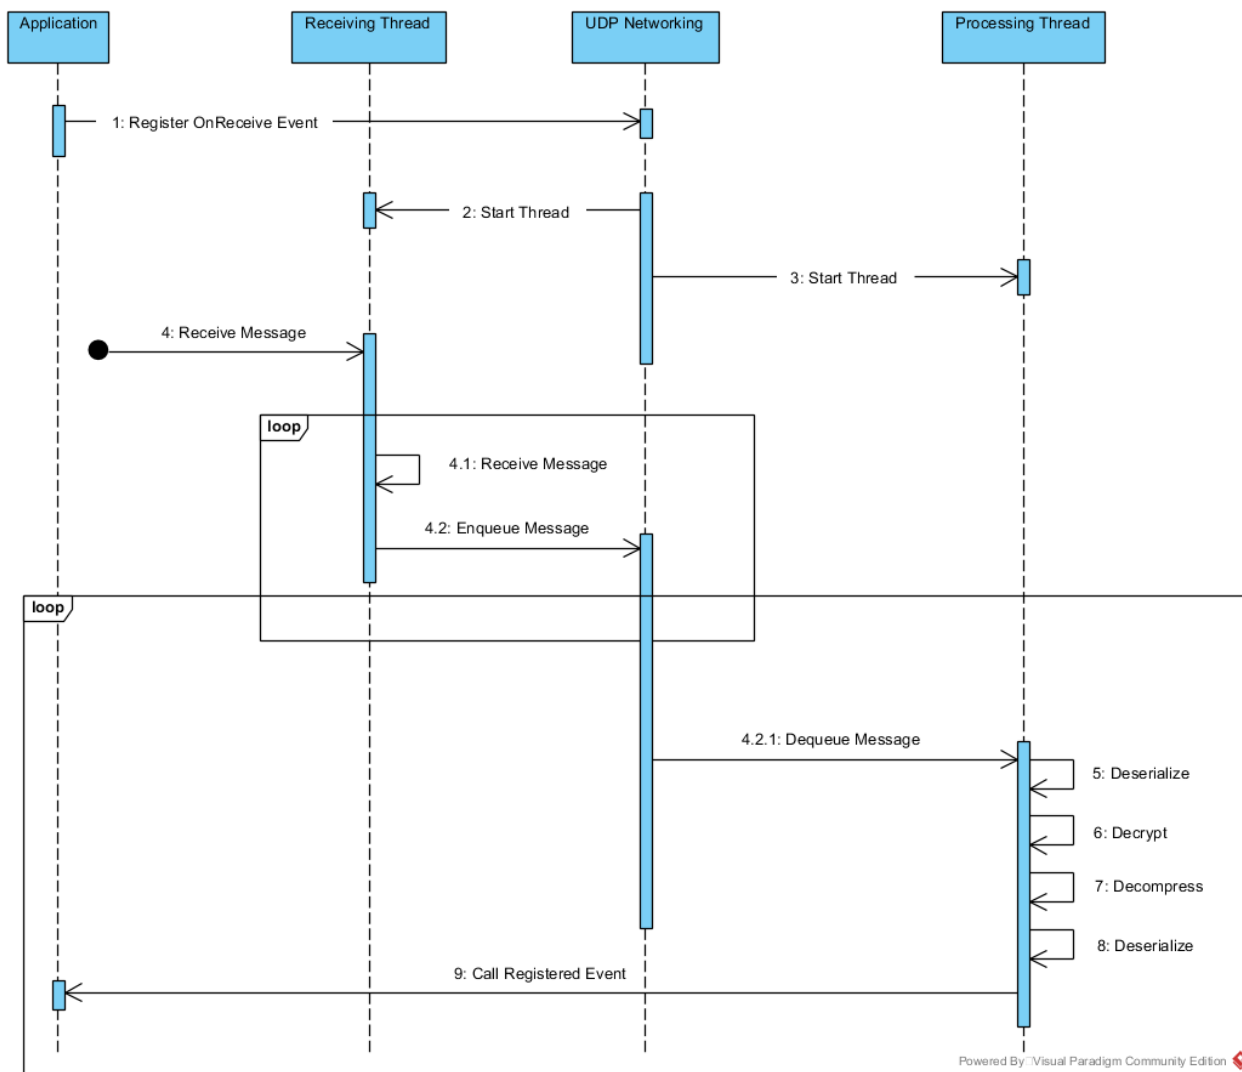 Application
Receiving Thread
UDP Networking
Processing Thread
1: Register OnReceive Event
2: Start Thread
3: Start Thread
4: Receive Message
loop
4.1: Receive Message
4.2: Enqueue Message
loop
4.2.1: Dequeue Message
5: Deserialize
6: Decrypt
7: Decompress
8: Deserialize
9: Call Registered Event
Powered By Visual Paradigm Community Edition